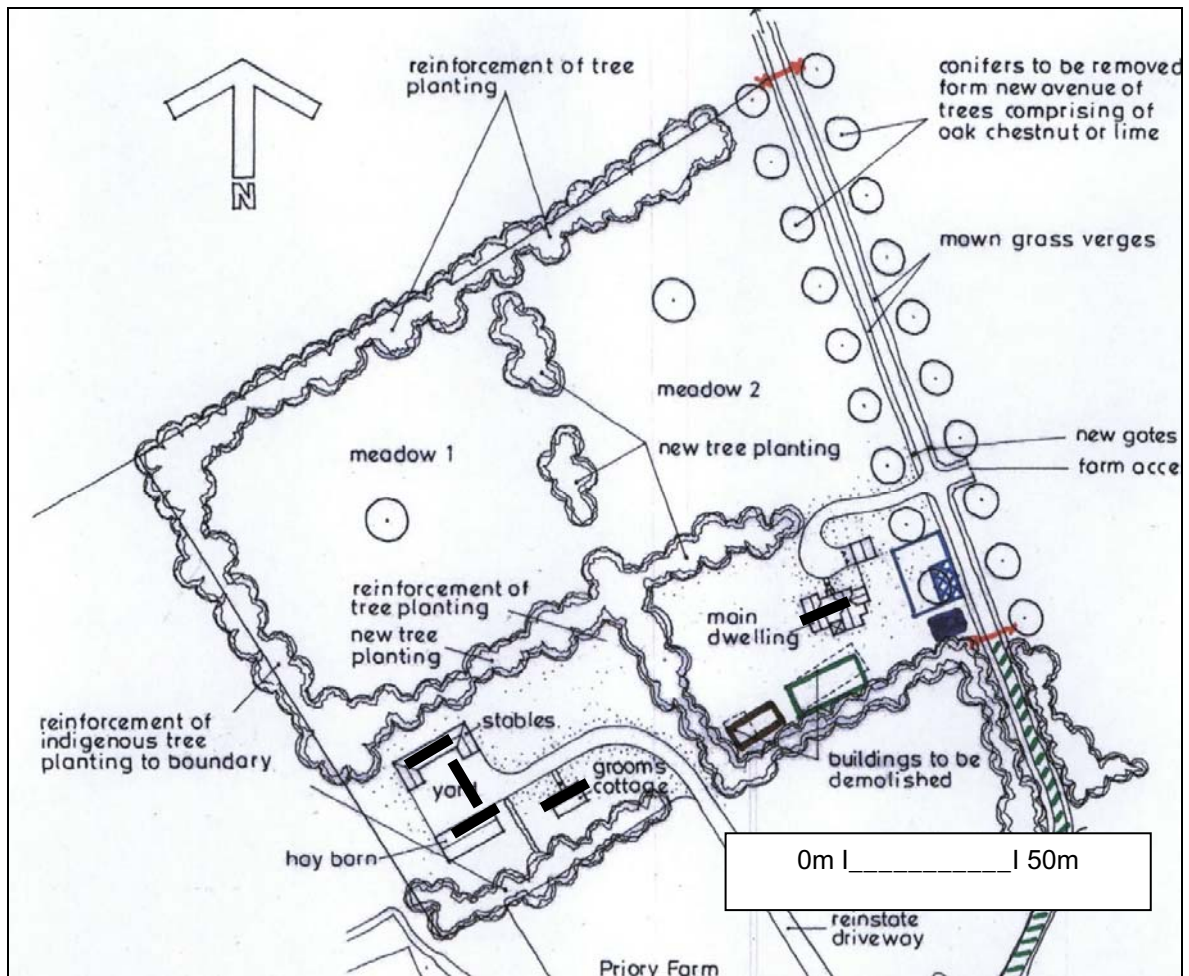 reinforcement of tree
planting
conifers to be removed
form new avenue of
trees comprising of
oak chestnut or lime
N
mown grass verges
meadow 2
meadow 1
new tree planting
new gates
farm acce
reinforcement of
tree planting
new tree
planting
main
dwelling
reinforcement of
indigenous tree
planting to boundary
stables
yar
grooms
cottage
buildings to be
demolished
hay barn
0m I____________I 50m
reinstate
driveway
Priory Farm